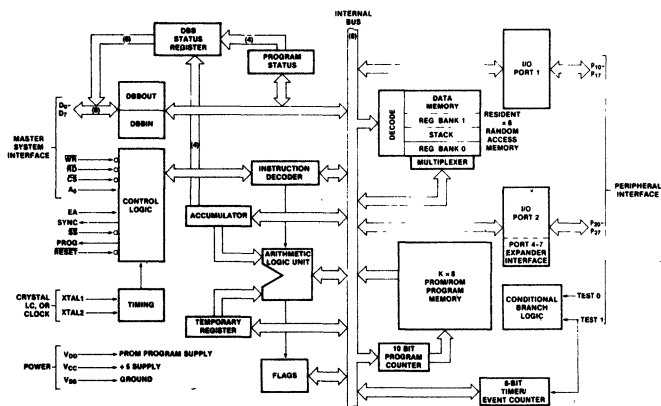 INTERNAL
BUS
(8)
DBB
STATUS
REGISTER
(8)
(4)
PROGRAM
STATUS
I/O
PORT 1
P10-
P17
D0-
D7
(8)
DBBOUT
DBBIN
MASTER
SYSTEM
INTERFACE
DECODE
DATA
MEMORY
REG BANK 1
STACK
REG BANK 0
MULTIPLEXER
RESIDENT
× 8
RANDOM
ACCESS
MEMORY
WR
RD
CS
A0
EA
SYNC
SS
PROG
RESET
CONTROL
LOGIC
INSTRUCTION
DECODER
(4)
ACCUMULATOR
PERIPHERAL
INTERFACE
I/O
PORT 2
PORT 4-7
EXPANDER
INTERFACE
P20-
P27
ARITHMETIC
LOGIC UNIT
K × 8
PROM/ROM
PROGRAM
MEMORY
CONDITIONAL
BRANCH
LOGIC
TEST 0
TEST 1
CRYSTAL
LC, OR
CLOCK
XTAL1
XTAL2
TIMING
TEMPORARY
REGISTER
10 BIT
PROGRAM
COUNTER
POWER
VDD PROM PROGRAM SUPPLY
VCC + 5 SUPPLY
VSS GROUND
FLAGS
8-BIT
TIMER/
EVENT COUNTER